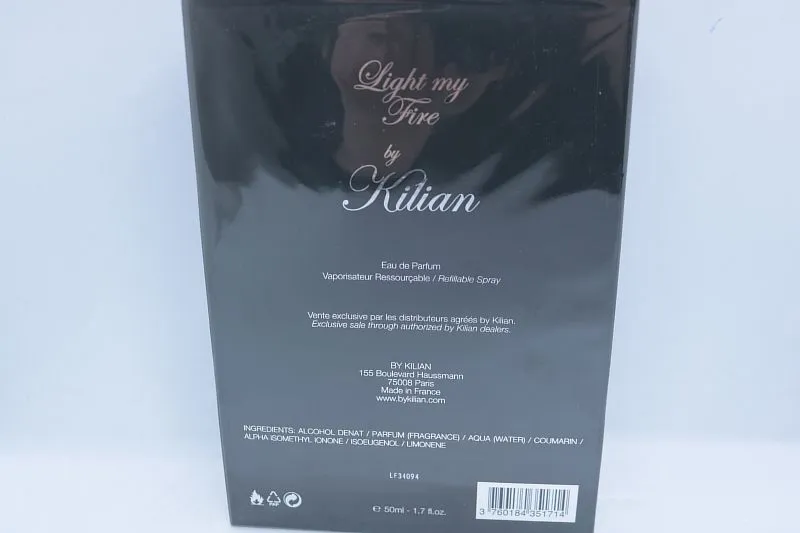 Light my
Fire
by
Kilian
Eau de Parfum
Vaporisateur Ressourçable / Refillable Spray
Vente exclusive par les distributeurs agréés by Kilian.
Exclusive sale through authorized by Kilian dealers.
BY KILIAN
155 Boulevard Haussmann
75008 Paris
Made in France
www.bykilian.com
INGREDIENTS: ALCOHOL DENAT / PARFUM (FRAGRANCE) / AQUA (WATER) / COUMARIN /
ALPHA ISOMETHYL IONONE / ISOEUGENOL / LIMONENE
LF34094
PAP
℮ 50ml - 1.7 fl.oz.
3 760184 351714